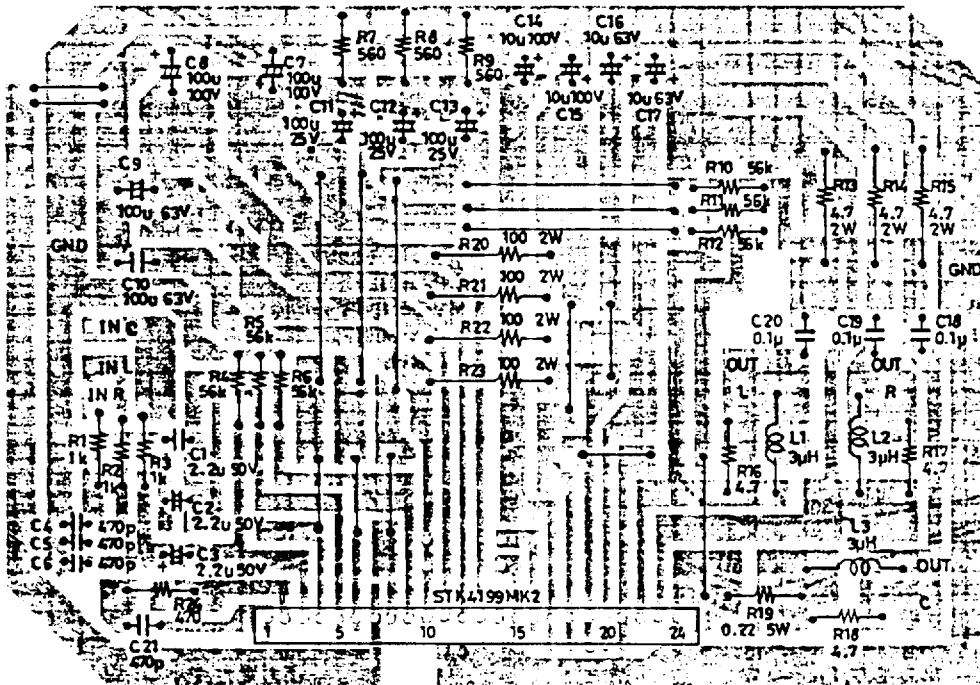 C14
10u 100V
C16
10u 63V
R7
560
R8
560
R9
560
C8
100u
100V
C7
100u
100V
C11
100u
25V
C12
100u
25V
C13
100u
25V
10u 100V
C15
10u 63V
C17
C9
100u 63V
GND
C10
100u 63V
R10 56k
R11 56k
R12 56k
R13
4.7
2W
R14
4.7
2W
R15
4.7
2W
GND
R20 100 2W
R21 100 2W
R22 100 2W
R23 100 2W
IN C
IN L
IN R
R5
56k
R4
56k
R6
56k
C20
0.1µ
C19
0.1µ
C18
0.1µ
OUT
L
OUT
R
R1
1k
R2
1K
R3
1k
C1
2.2u 50V
C2
2.2u 50V
C3
2.2u 50V
C4 470p
C5 470p
C6 470p
L1
3µH
L2
3µH
R16
4.7
R17
4.7
L3
3µH
OUT
C
R24
470
C21
470p
STK4199MK2
1 5 10 15 20 24
R19
0.22 5W
R18
4.7